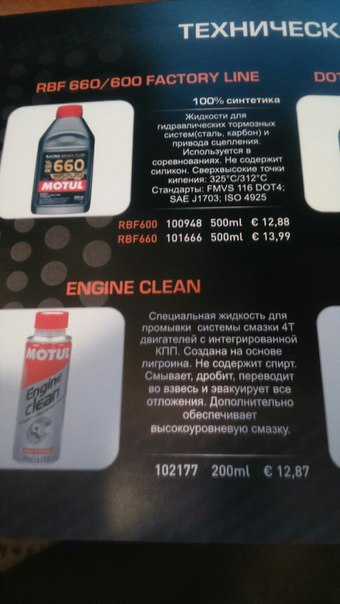 ТЕХНИЧЕСК
RBF 660/600 FACTORY LINE
DOT
100% синтетика
Жидкости для
гидравлических тормозных
систем(сталь, карбон) и
привода сцепления.
Используется в
соревнованиях. Не содержит
силикон. Сверхвысокие точки
кипения: 325°C/312°C
Стандарты: FMVS 116 DOT4;
SAE J1703; ISO 4925
660
MOTUL
RBF600 100948 500ml € 12,88
RBF660 101666 500ml € 13,99
ENGINE CLEAN
Специальная жидкость для
промывки системы смазки 4Т
двигателей с интегрированной
КПП. Создана на основе
лигроина. Не содержит спирт.
Смывает, дробит, переводит
во взвесь и эвакуирует все
отложения. Дополнительно
обеспечивает
высокоуровневую смазку.
MOTUL
Engine
Clean
102177 200ml € 12,87